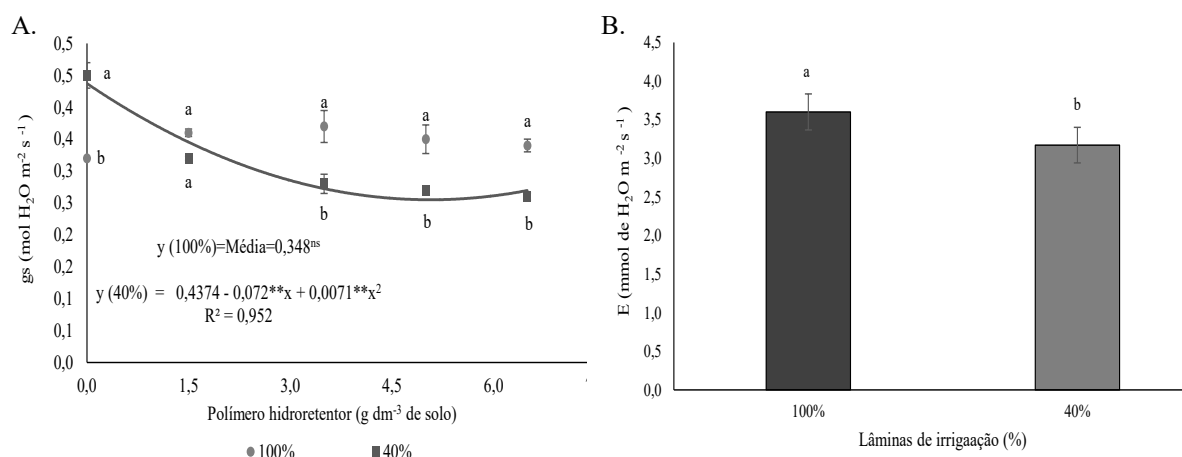 A.
gs (mol H₂O m⁻² s⁻¹)
0,5
0,5
0,4
0,4
0,3
0,3
0,2
0,2
0,1
0,1
0,0
a
b
a
a
a
b
a
b
a
b
y (100%)=Média=0,348ⁿˢ
y (40%) = 0,4374 - 0,072**x + 0,0071**x²
R² = 0,952
0,0 1,5 3,0 4,5 6,0
Polímero hidroretentor (g dm⁻³ de solo)
100% 40%
B.
E (mmol de H₂O m⁻² s⁻¹)
4,5
4,0
3,5
3,0
2,5
2,0
1,5
1,0
0,5
0,0
a
b
100% 40%
Lâminas de irrigaação (%)